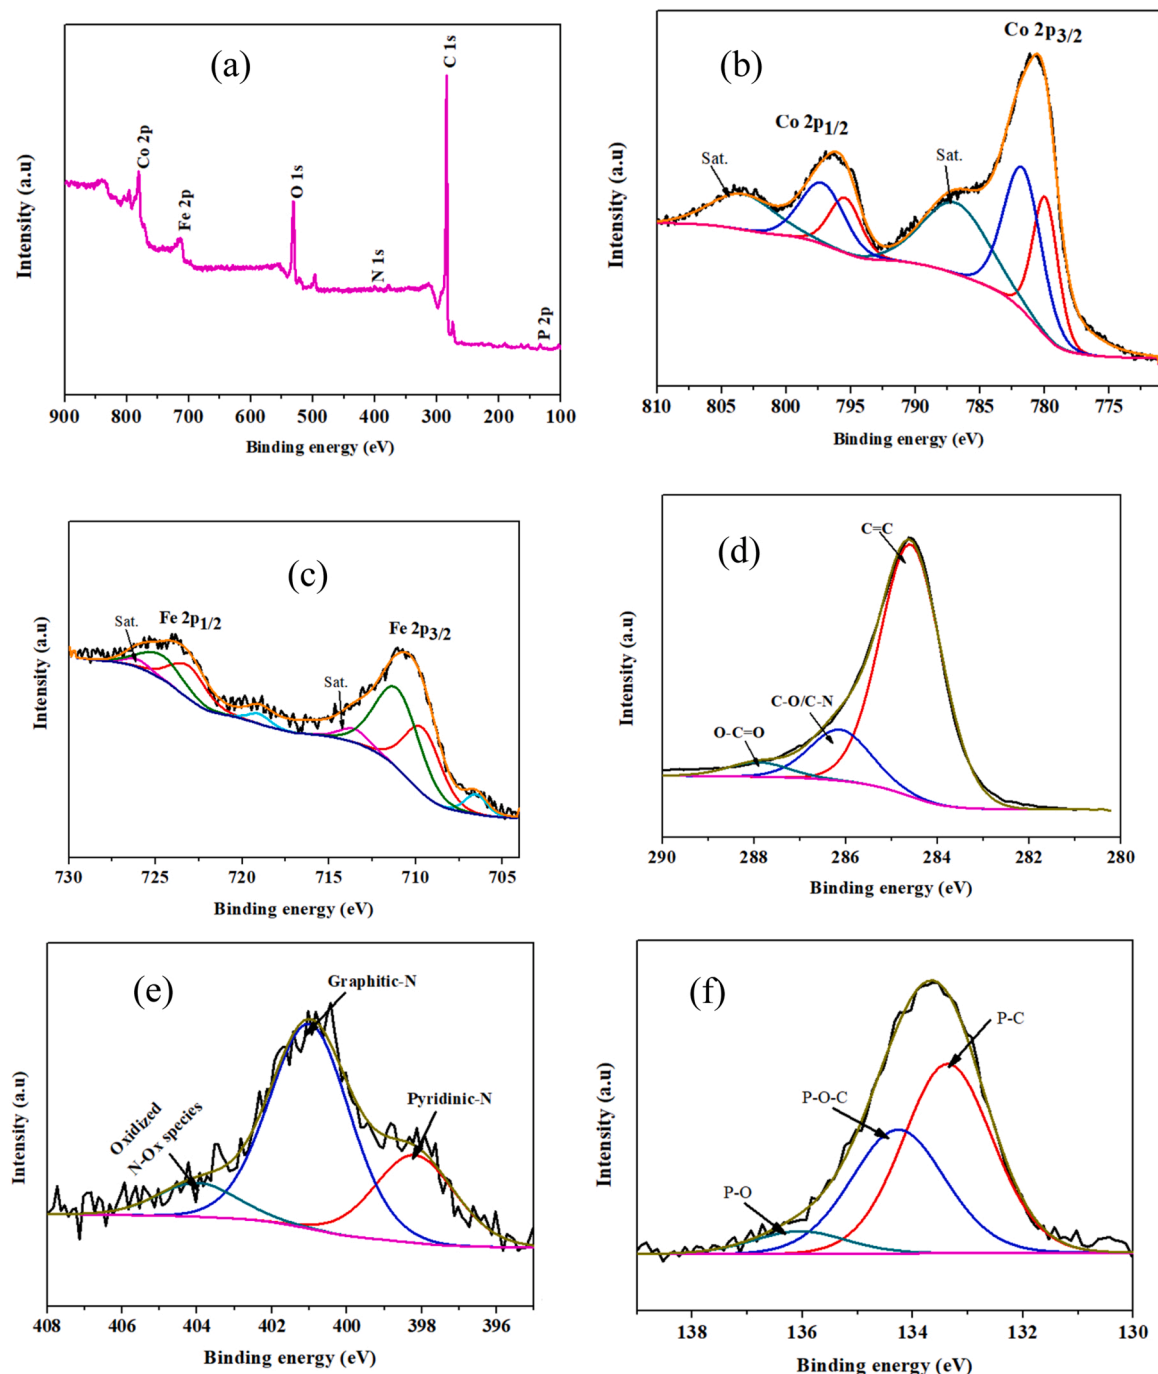 (a)
Co 2p
Fe 2p
O 1s
N 1s
C 1s
P 2p
Intensity (a.u)
900 800 700 600 500 400 300 200 100
Binding energy (eV)
(b)
Co 2p3/2
Co 2p1/2
Sat.
Sat.
Intensity (a.u)
810 805 800 795 790 785 780 775
Binding energy (eV)
(c)
Sat.
Fe 2p1/2
Fe 2p3/2
Sat.
Intensity (a.u)
730 725 720 715 710 705
Binding energy (eV)
(d)
C=C
C-O/C-N
O-C=O
Intensity (a.u)
290 288 286 284 282 280
Binding energy (eV)
(e)
Graphitic-N
Pyridinic-N
Oxidized
N-Ox species
Intensity (a.u)
408 406 404 402 400 398 396
Binding energy (eV)
(f)
P-C
P-O-C
P-O
Intensity (a.u)
138 136 134 132 130
Binding energy (eV)